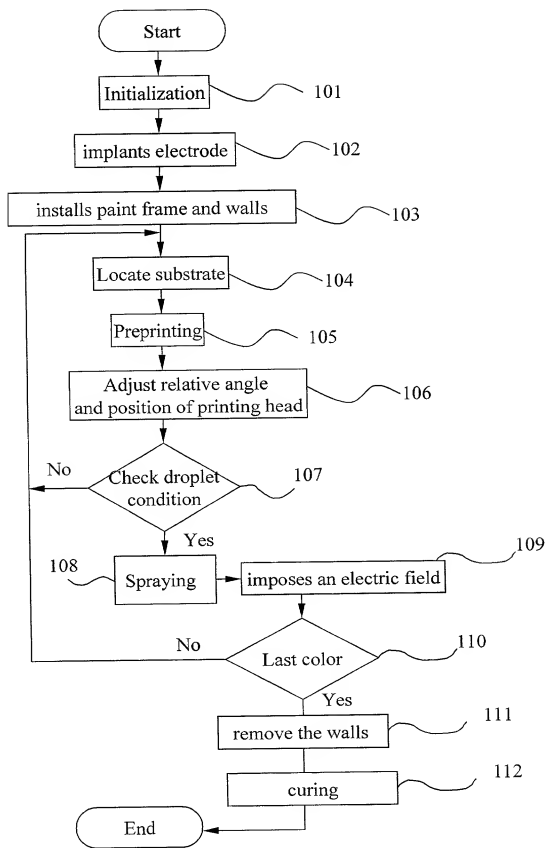 Start
Initialization
101
implants electrode
102
installs paint frame and walls
103
Locate substrate
104
Preprinting
105
Adjust relative angle
and position of printing head
106
No
Check droplet
condition
107
Yes
108
Spraying
imposes an electric field
109
No
Last color
110
Yes
remove the walls
111
curing
112
End